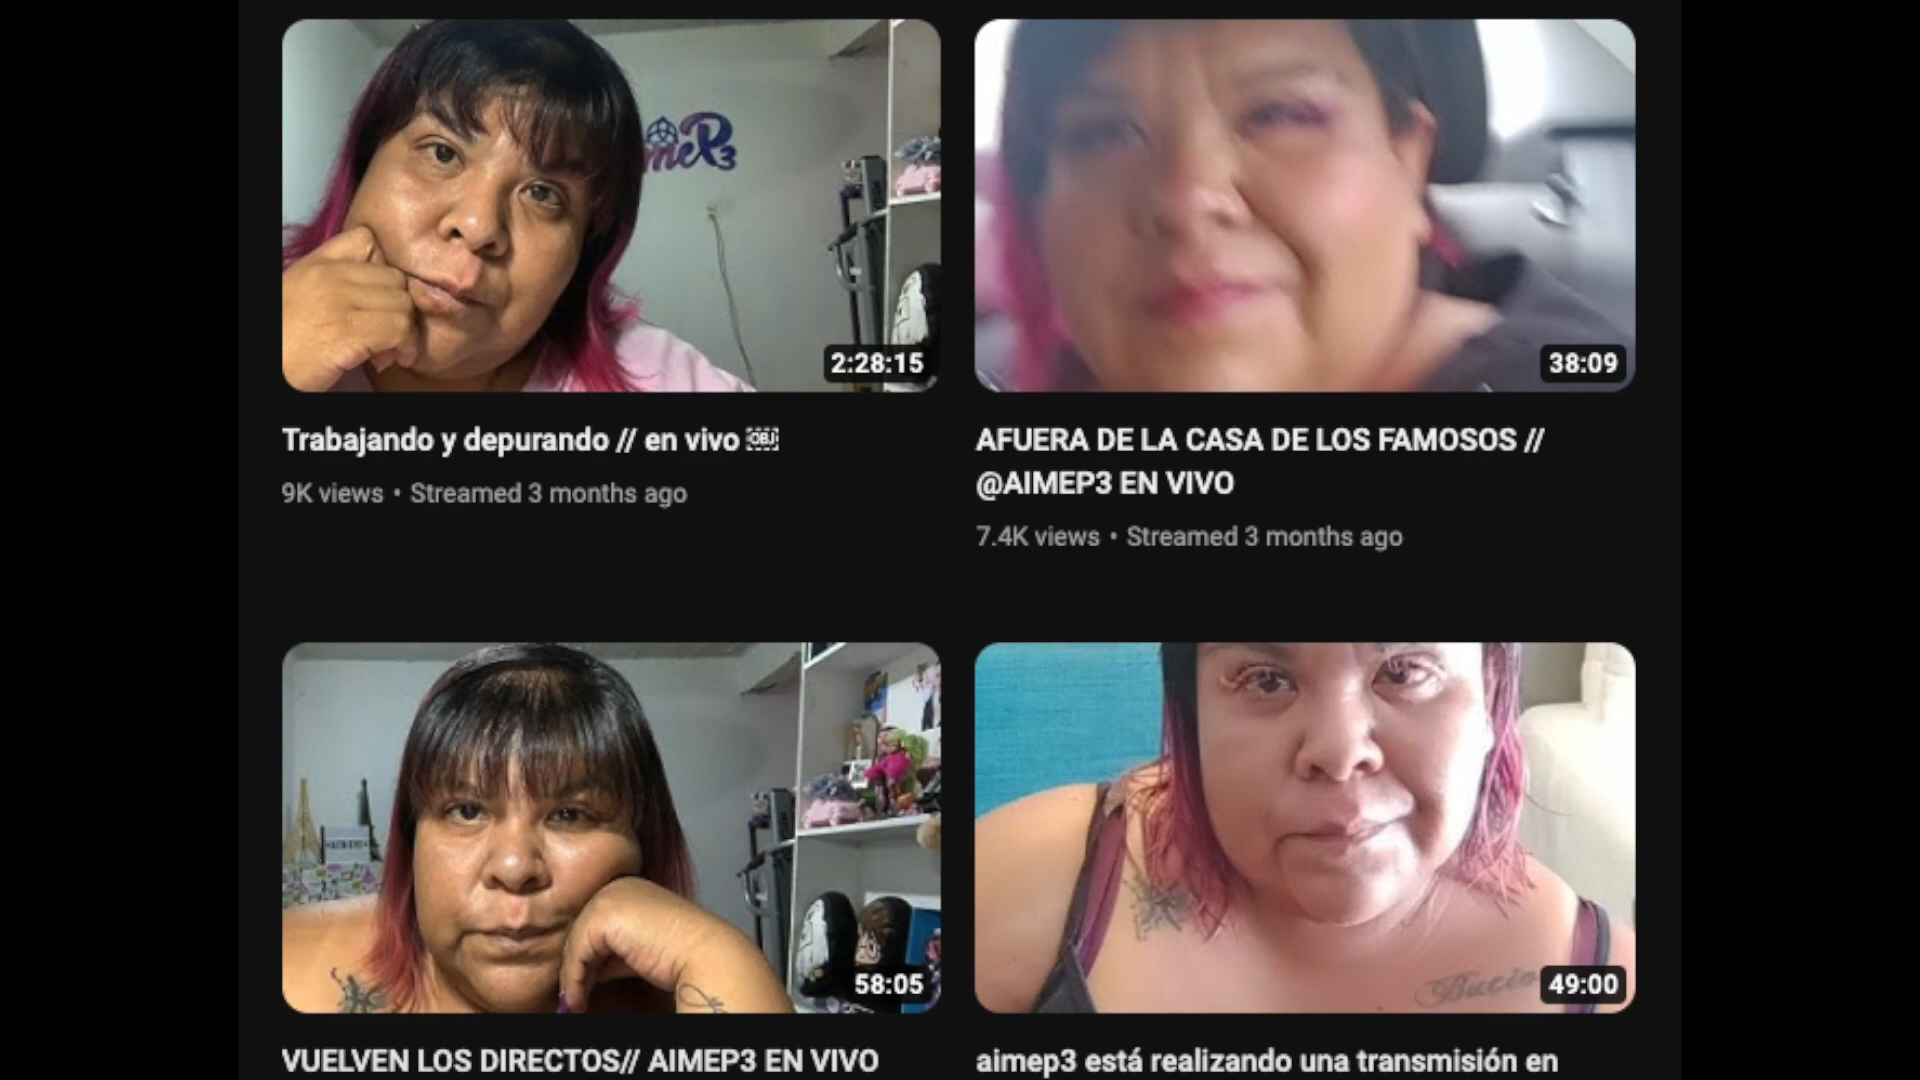 2:28:15
38:09
Trabajando y depurando // en vivo
9K views • Streamed 3 months ago
AFUERA DE LA CASA DE LOS FAMOSOS //
@AIMEP3 EN VIVO
7.4K views • Streamed 3 months ago
58:05
Bucio
49:00
VUELVEN LOS DIRECTOS// AIMEP3 EN VIVO
aimep3 está realizando una transmisión en